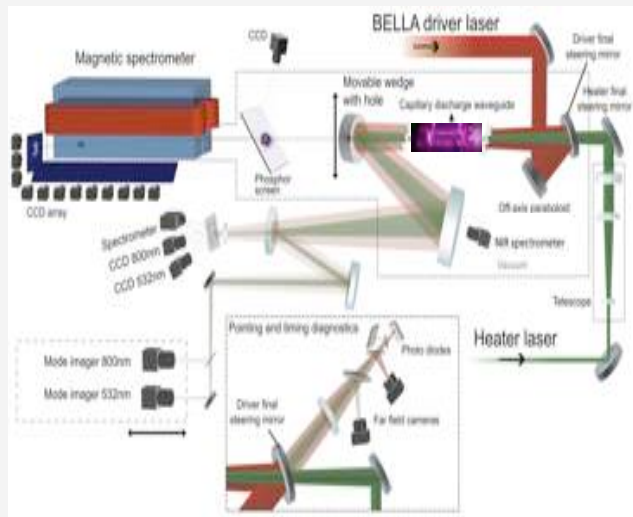 BELLA driver laser
CCD
Magnetic spectrometer
Driver final
steering mirror
Movable wedge
with hole
Heater final
steering mirror
Capillary discharge waveguide
Phosphor
screen
CCD array
Off-axis paraboloid
Spectrometer
CCD 800nm
CCD 532nm
NIR spectrometer
Vacuum
Telescope
Pointing and timing diagnostics
Photo diodes
Heater laser
Mode imager 800nm
Mode imager 532nm
Far field cameras
Driver final
steering mirror